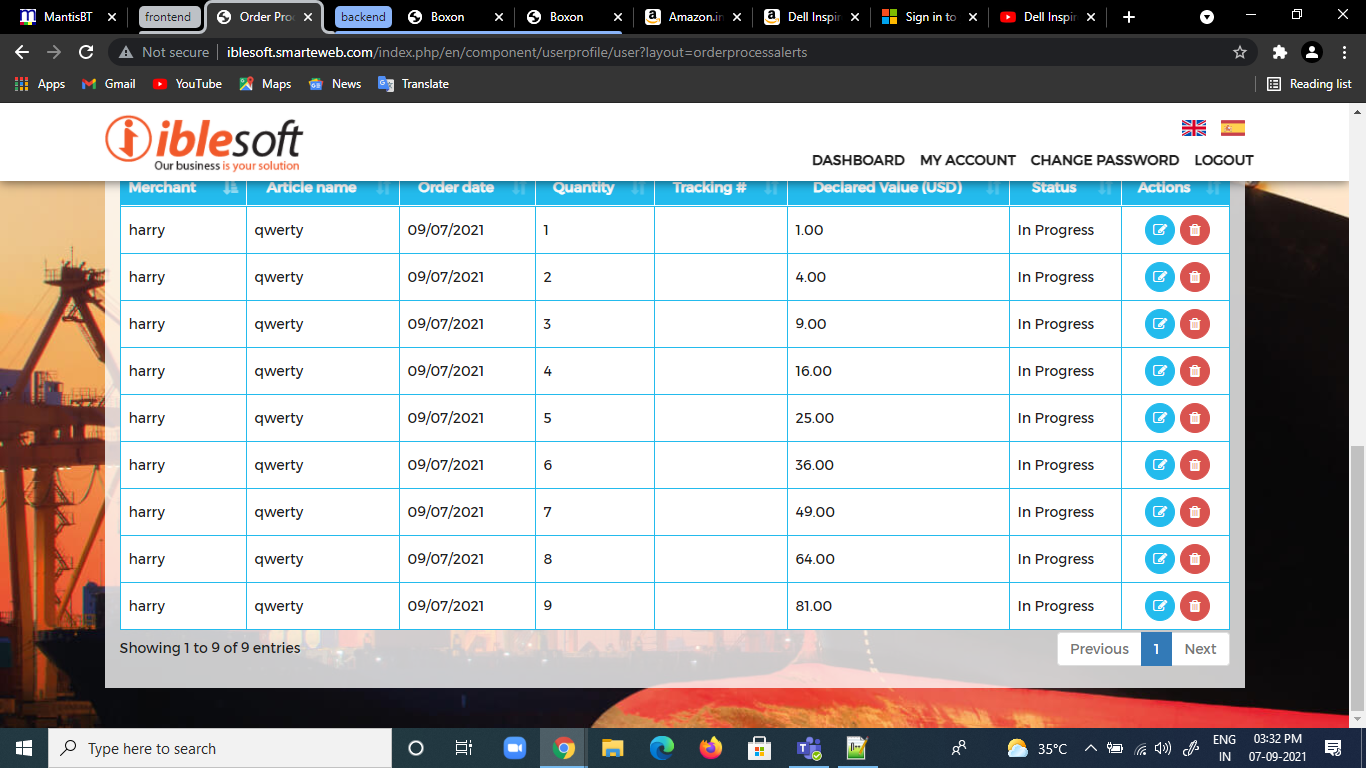 MantisBT
frontend
Order Pro
backend
Boxon
Boxon
Amazon.in
Dell Inspir
Sign in to
Dell Inspir
Not secure
iblesoft.smarteweb.com/index.php/en/component/userprofile/user?layout=orderprocessalerts
Apps Gmail YouTube Maps News Translate Reading list
iblesoft
Our business is your solution
DASHBOARD MY ACCOUNT CHANGE PASSWORD LOGOUT
Merchant Article name Order date Quantity Tracking # Declared Value (USD) Status Actions
harry qwerty 09/07/2021 1 1.00 In Progress
harry qwerty 09/07/2021 2 4.00 In Progress
harry qwerty 09/07/2021 3 9.00 In Progress
harry qwerty 09/07/2021 4 16.00 In Progress
harry qwerty 09/07/2021 5 25.00 In Progress
harry qwerty 09/07/2021 6 36.00 In Progress
harry qwerty 09/07/2021 7 49.00 In Progress
harry qwerty 09/07/2021 8 64.00 In Progress
harry qwerty 09/07/2021 9 81.00 In Progress
Showing 1 to 9 of 9 entries
Previous 1 Next
Type here to search
35°C
ENG
IN
03:32 PM
07-09-2021